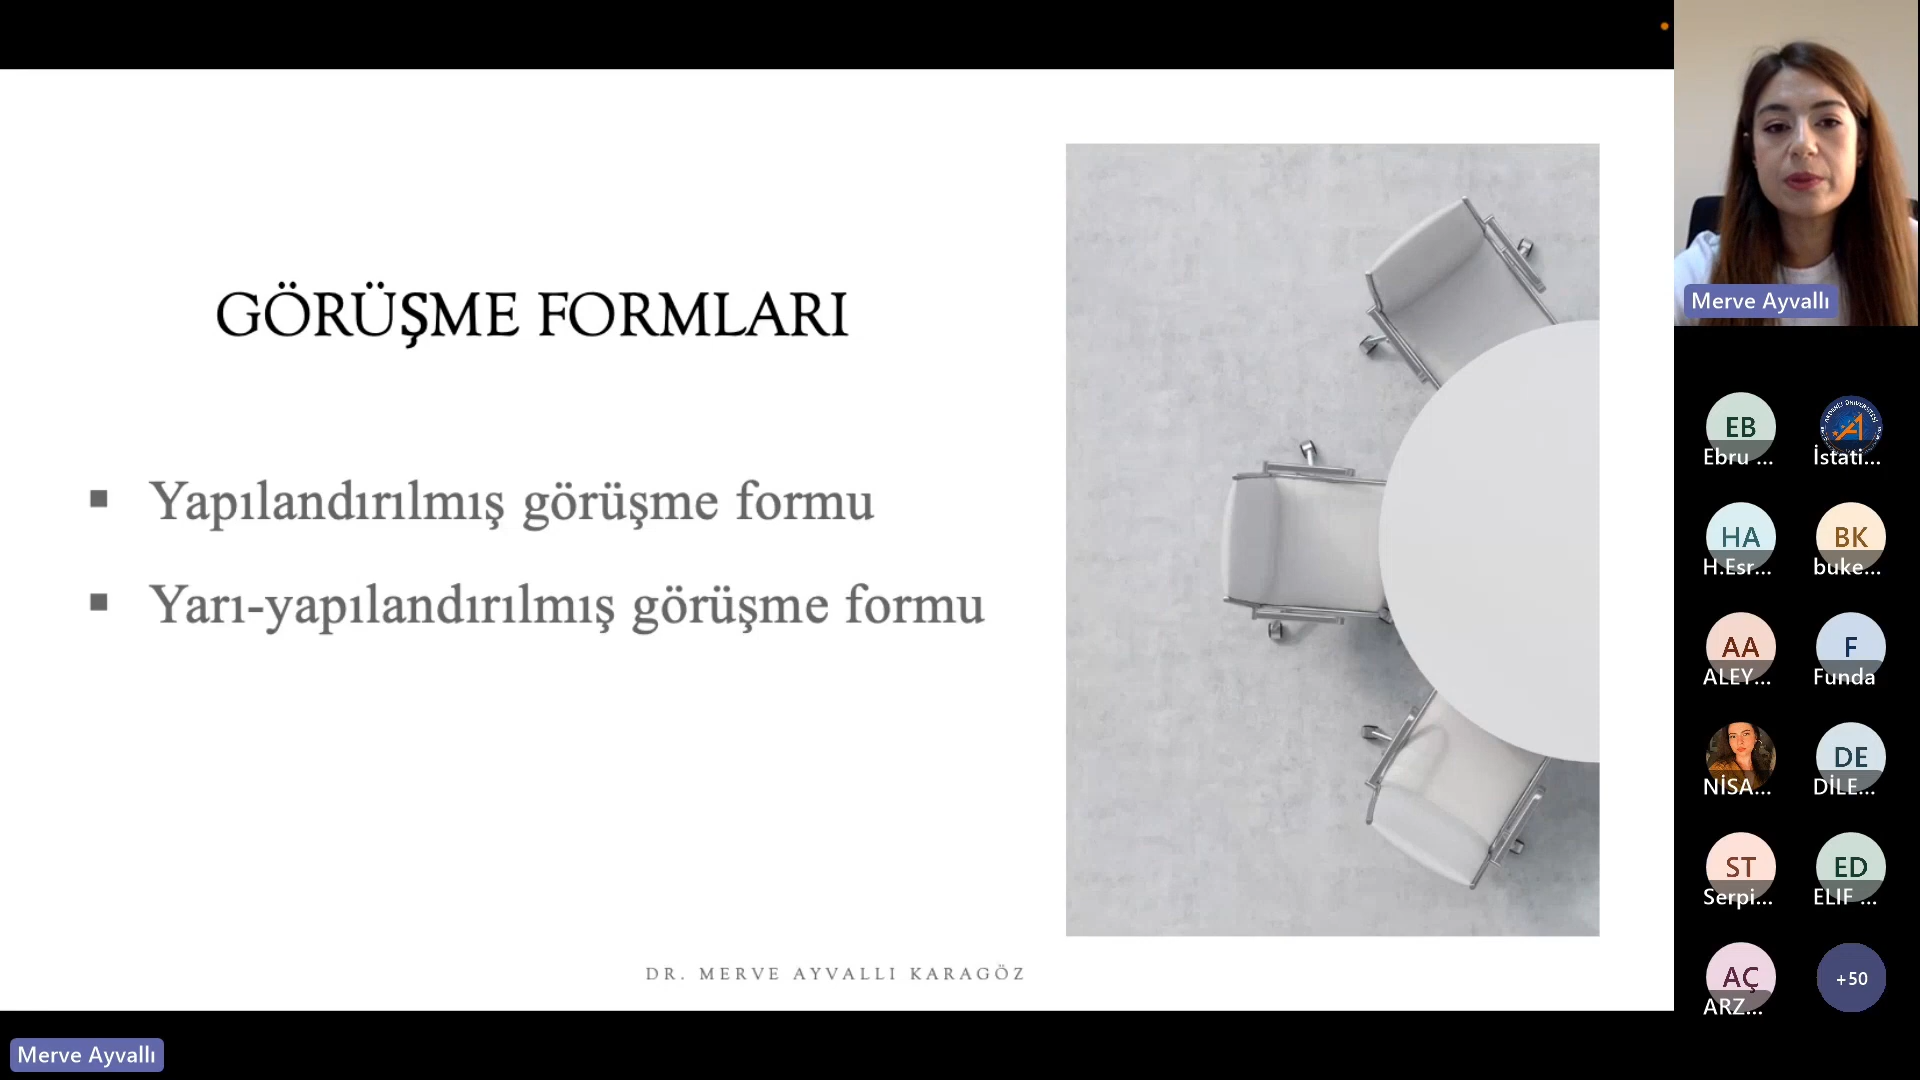 GÖRÜŞME FORMLARI
▪ Yapılandırılmış görüşme formu
▪ Yarı-yapılandırılmış görüşme formu
DR. MERVE AYVALLI KARAGÖZ
Merve Ayvallı
Merve Ayvallı
EB
Ebru ...
İstati...
HA
H.Esr...
BK
buke...
AA
ALEY...
F
Funda
NİSA...
DE
DİLE...
ST
Serpi...
ED
ELIF ...
AÇ
ARZ...
+50